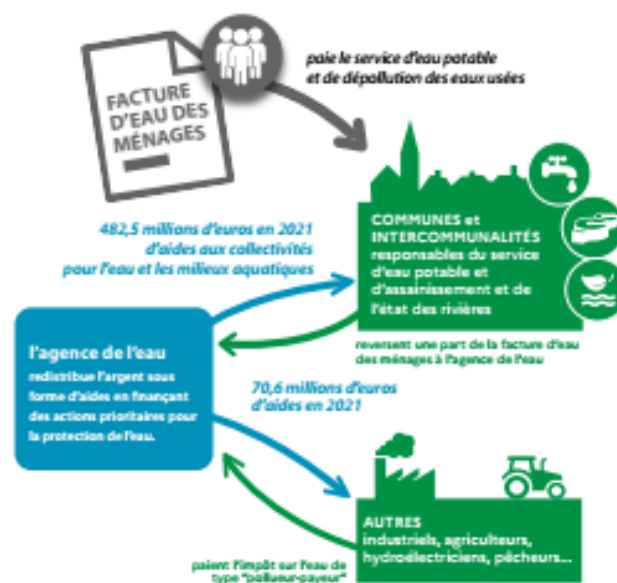 FACTURE
D'EAU DES
MÉNAGES
paie le service d'eau potable
et de dépollution des eaux usées
482,5 millions d'euros en 2021
d'aides aux collectivités
pour l'eau et les milieux aquatiques
COMMUNES et
INTERCOMMUNALITÉS
responsables du service
d'eau potable et
d'assainissement et de
l'état des rivières
reversent une part de la facture d'eau
des ménages à l'agence de l'eau
l'agence de l'eau
redistribue l'argent sous
forme d'aides en finançant
des actions prioritaires pour
la protection de l'eau.
70,6 millions d'euros
d'aides en 2021
AUTRES
industriels, agriculteurs,
hydroélectriciens, pêcheurs...
paient l'impôt sur l'eau de
type "pollueur-payeur"